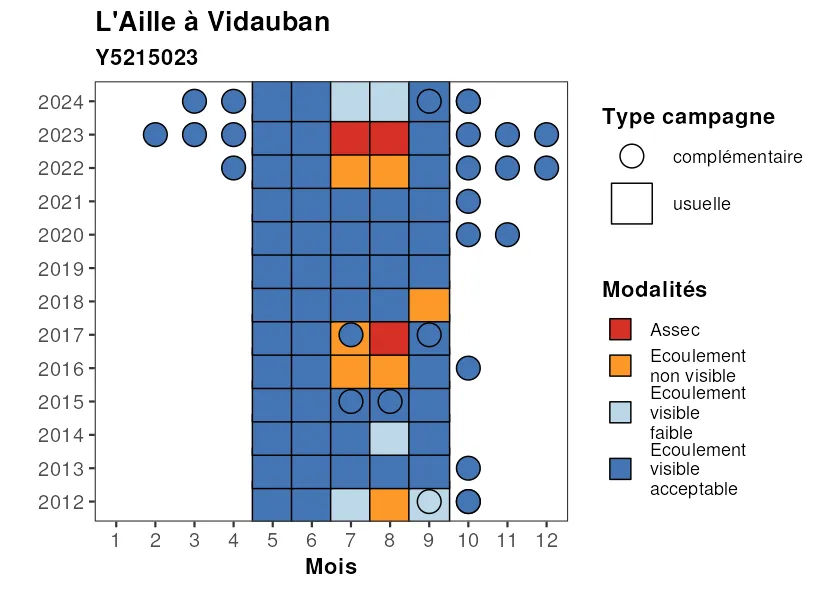 L'Aille à Vidauban
Y5215023
2024
2023
2022
2021
2020
2019
2018
2017
2016
2015
2014
2013
2012
1 2 3 4 5 6 7 8 9 10 11 12
Mois
Type campagne
complémentaire
usuelle
Modalités
Assec
Ecoulement
non visible
Ecoulement
visible
faible
Ecoulement
visible
acceptable